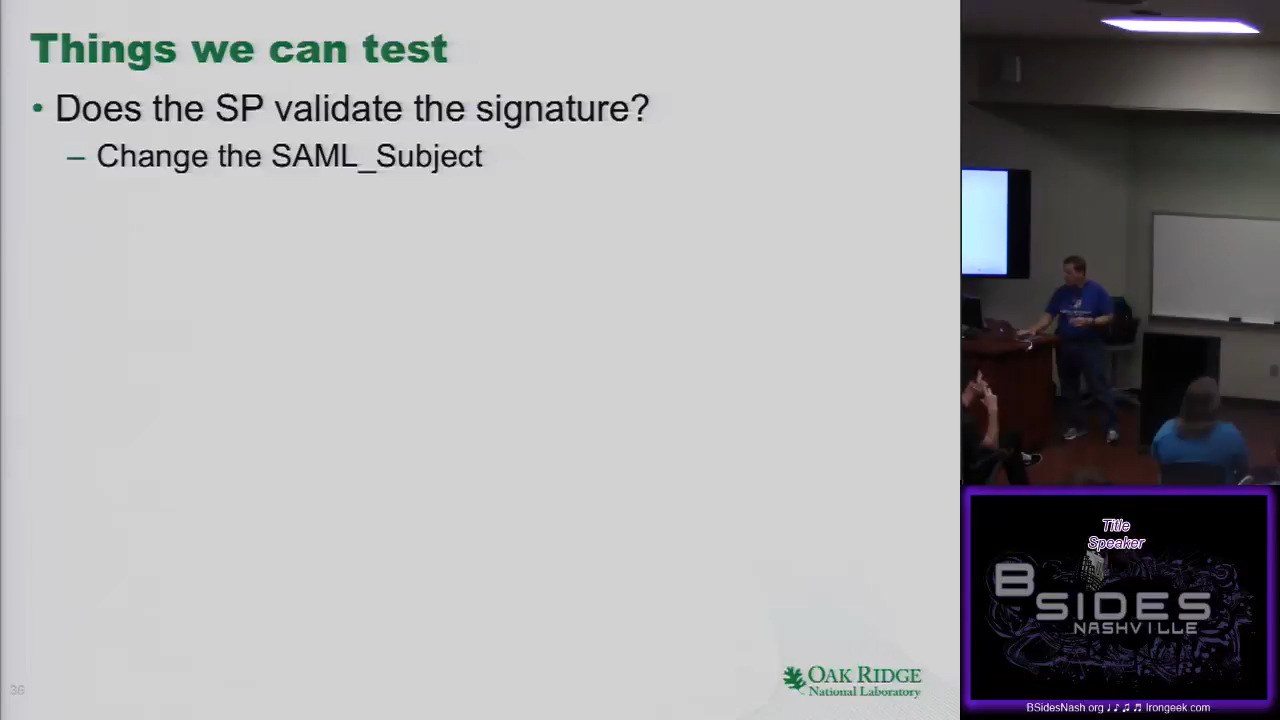 Things we can test
• Does the SP validate the signature?
– Change the SAML_Subject
36
OAK RIDGE
National Laboratory
Title
Speaker
BSIDES
NASHVILLE
BSidesNash.org ♩♪♫♬ Irongeek.com